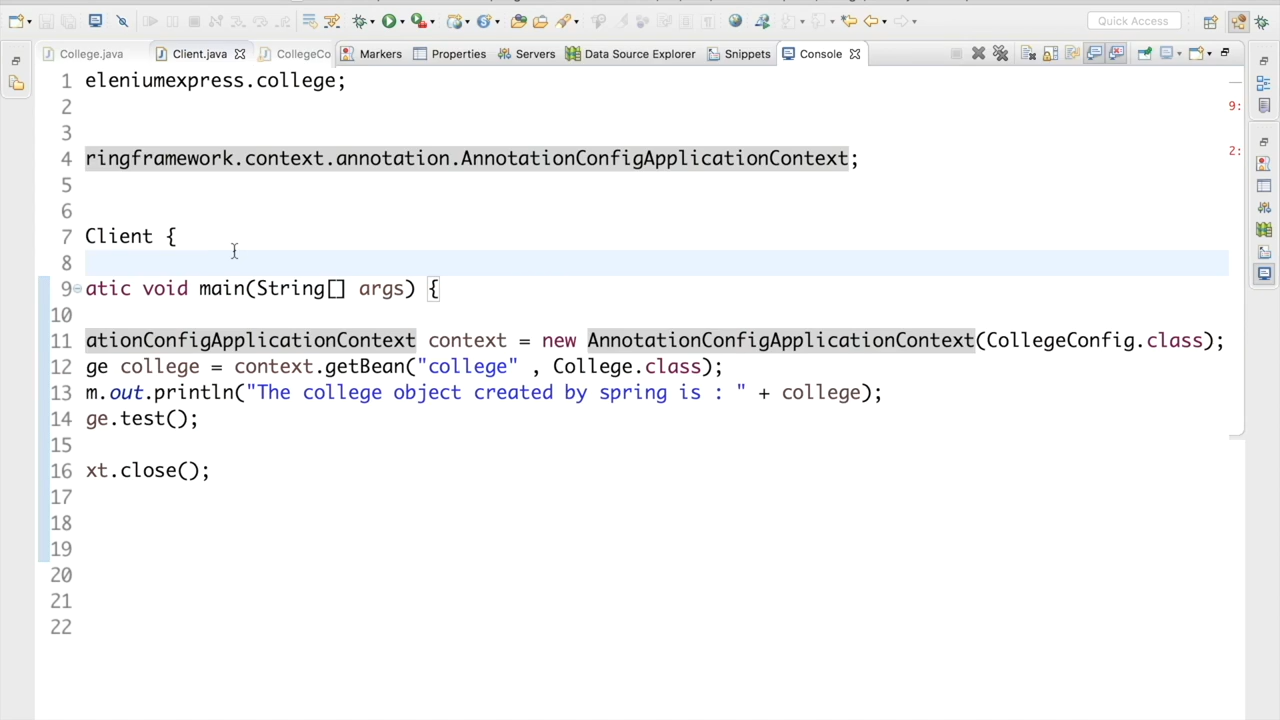 Quick Access
College.java
Client.java
CollegeCo
Markers
Properties
Servers
Data Source Explorer
Snippets
Console
1 eleniumexpress.college;
2
3
4 ringframework.context.annotation.AnnotationConfigApplicationContext;
5
6
7 Client {
8
9 atic void main(String[] args) {
10
11 ationConfigApplicationContext context = new AnnotationConfigApplicationContext(CollegeConfig.class);
12 ge college = context.getBean("college" , College.class);
13 m.out.println("The college object created by spring is : " + college);
14 ge.test();
15
16 xt.close();
17
18
19
20
21
22
9:
2: